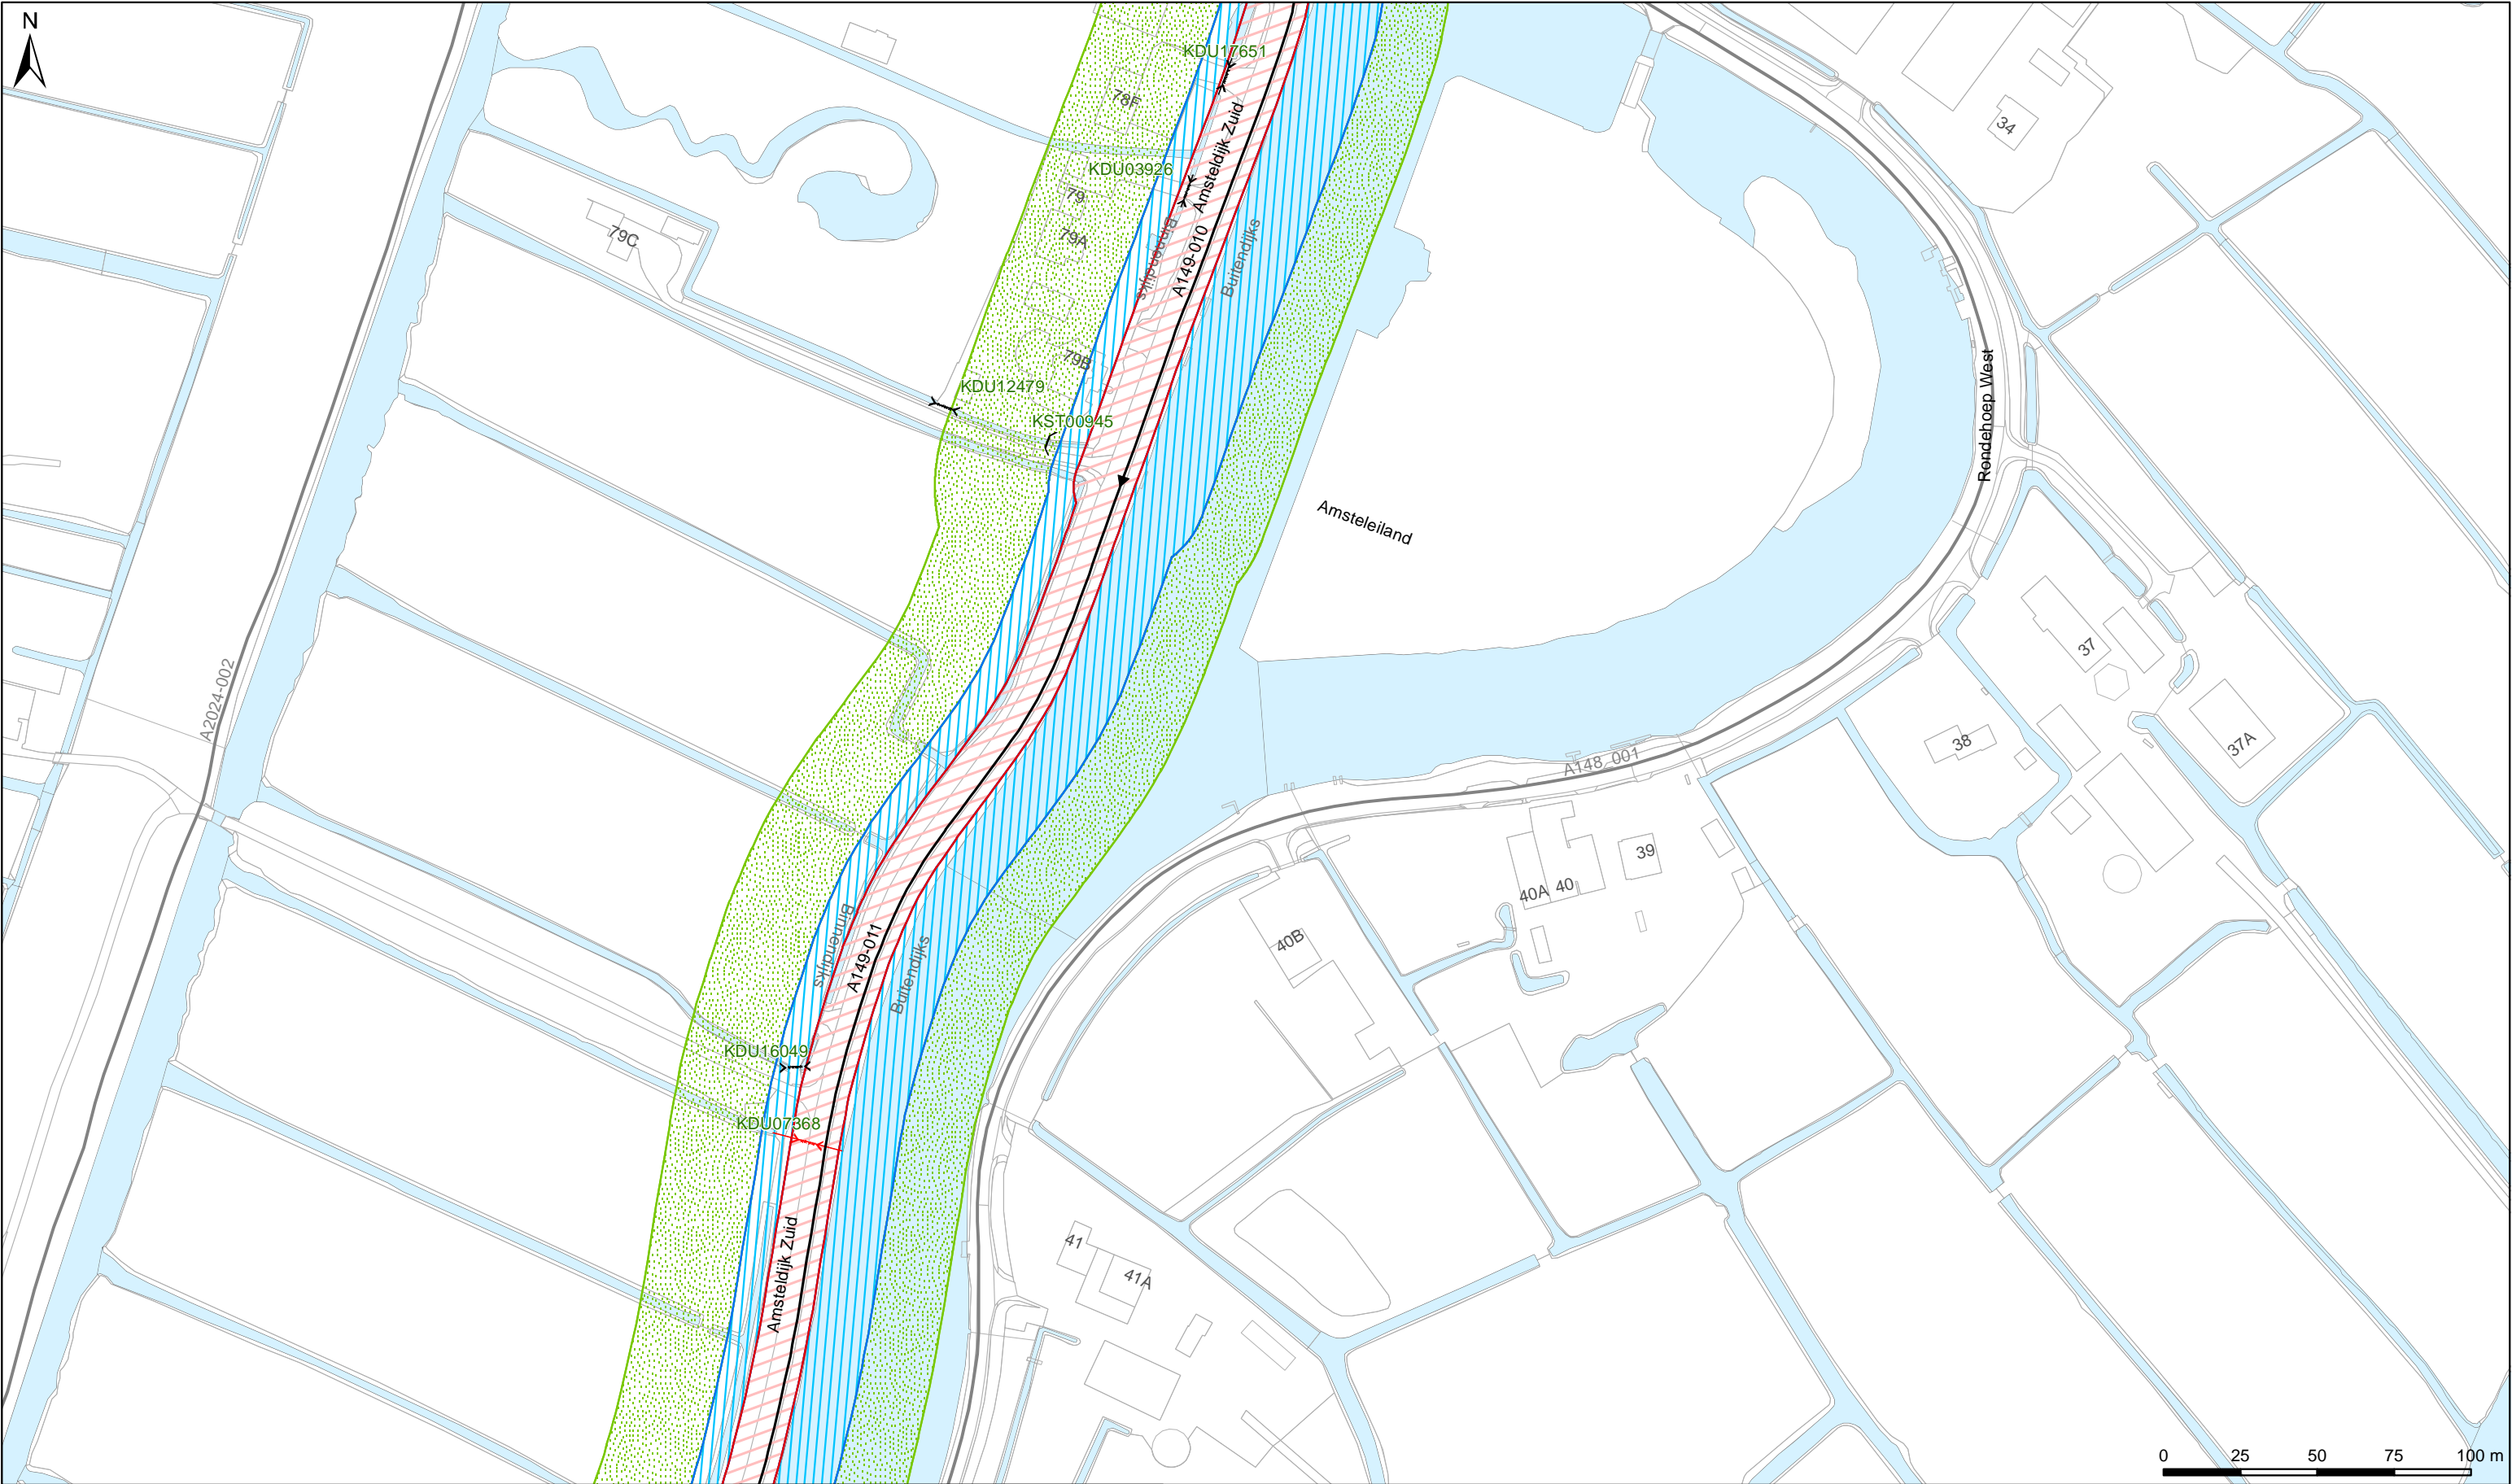 N
KDU17651
78F
34
Amsteldijk Zuid
KDU03926
79
79A
79C
Binnendijks
A149-010
Buitendijks
79B
KDU12479
KST00945
Rondehoep West
Amsteleiland
A2024-002
37
38
37A
A148_001
39
40A
40
40B
Binnendijks
A149-011
Buitendijks
KDU16049
KDU07368
Amsteldijk Zuid
41
41A
0 25 50 75 100 m